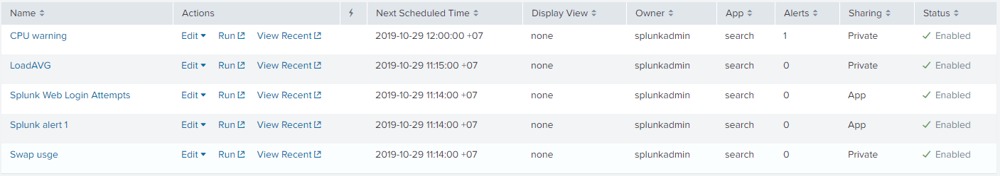 Name Actions Next Scheduled Time Display View Owner App Alerts Sharing Status
CPU warning Edit Run View Recent 2019-10-29 12:00:00 +07 none splunkadmin search 1 Private Enabled
LoadAVG Edit Run View Recent 2019-10-29 11:15:00 +07 none splunkadmin search 0 Private Enabled
Splunk Web Login Attempts Edit Run View Recent 2019-10-29 11:14:00 +07 none splunkadmin search 0 App Enabled
Splunk alert 1 Edit Run View Recent 2019-10-29 11:14:00 +07 none splunkadmin search 0 App Enabled
Swap usge Edit Run View Recent 2019-10-29 11:14:00 +07 none splunkadmin search 0 Private Enabled